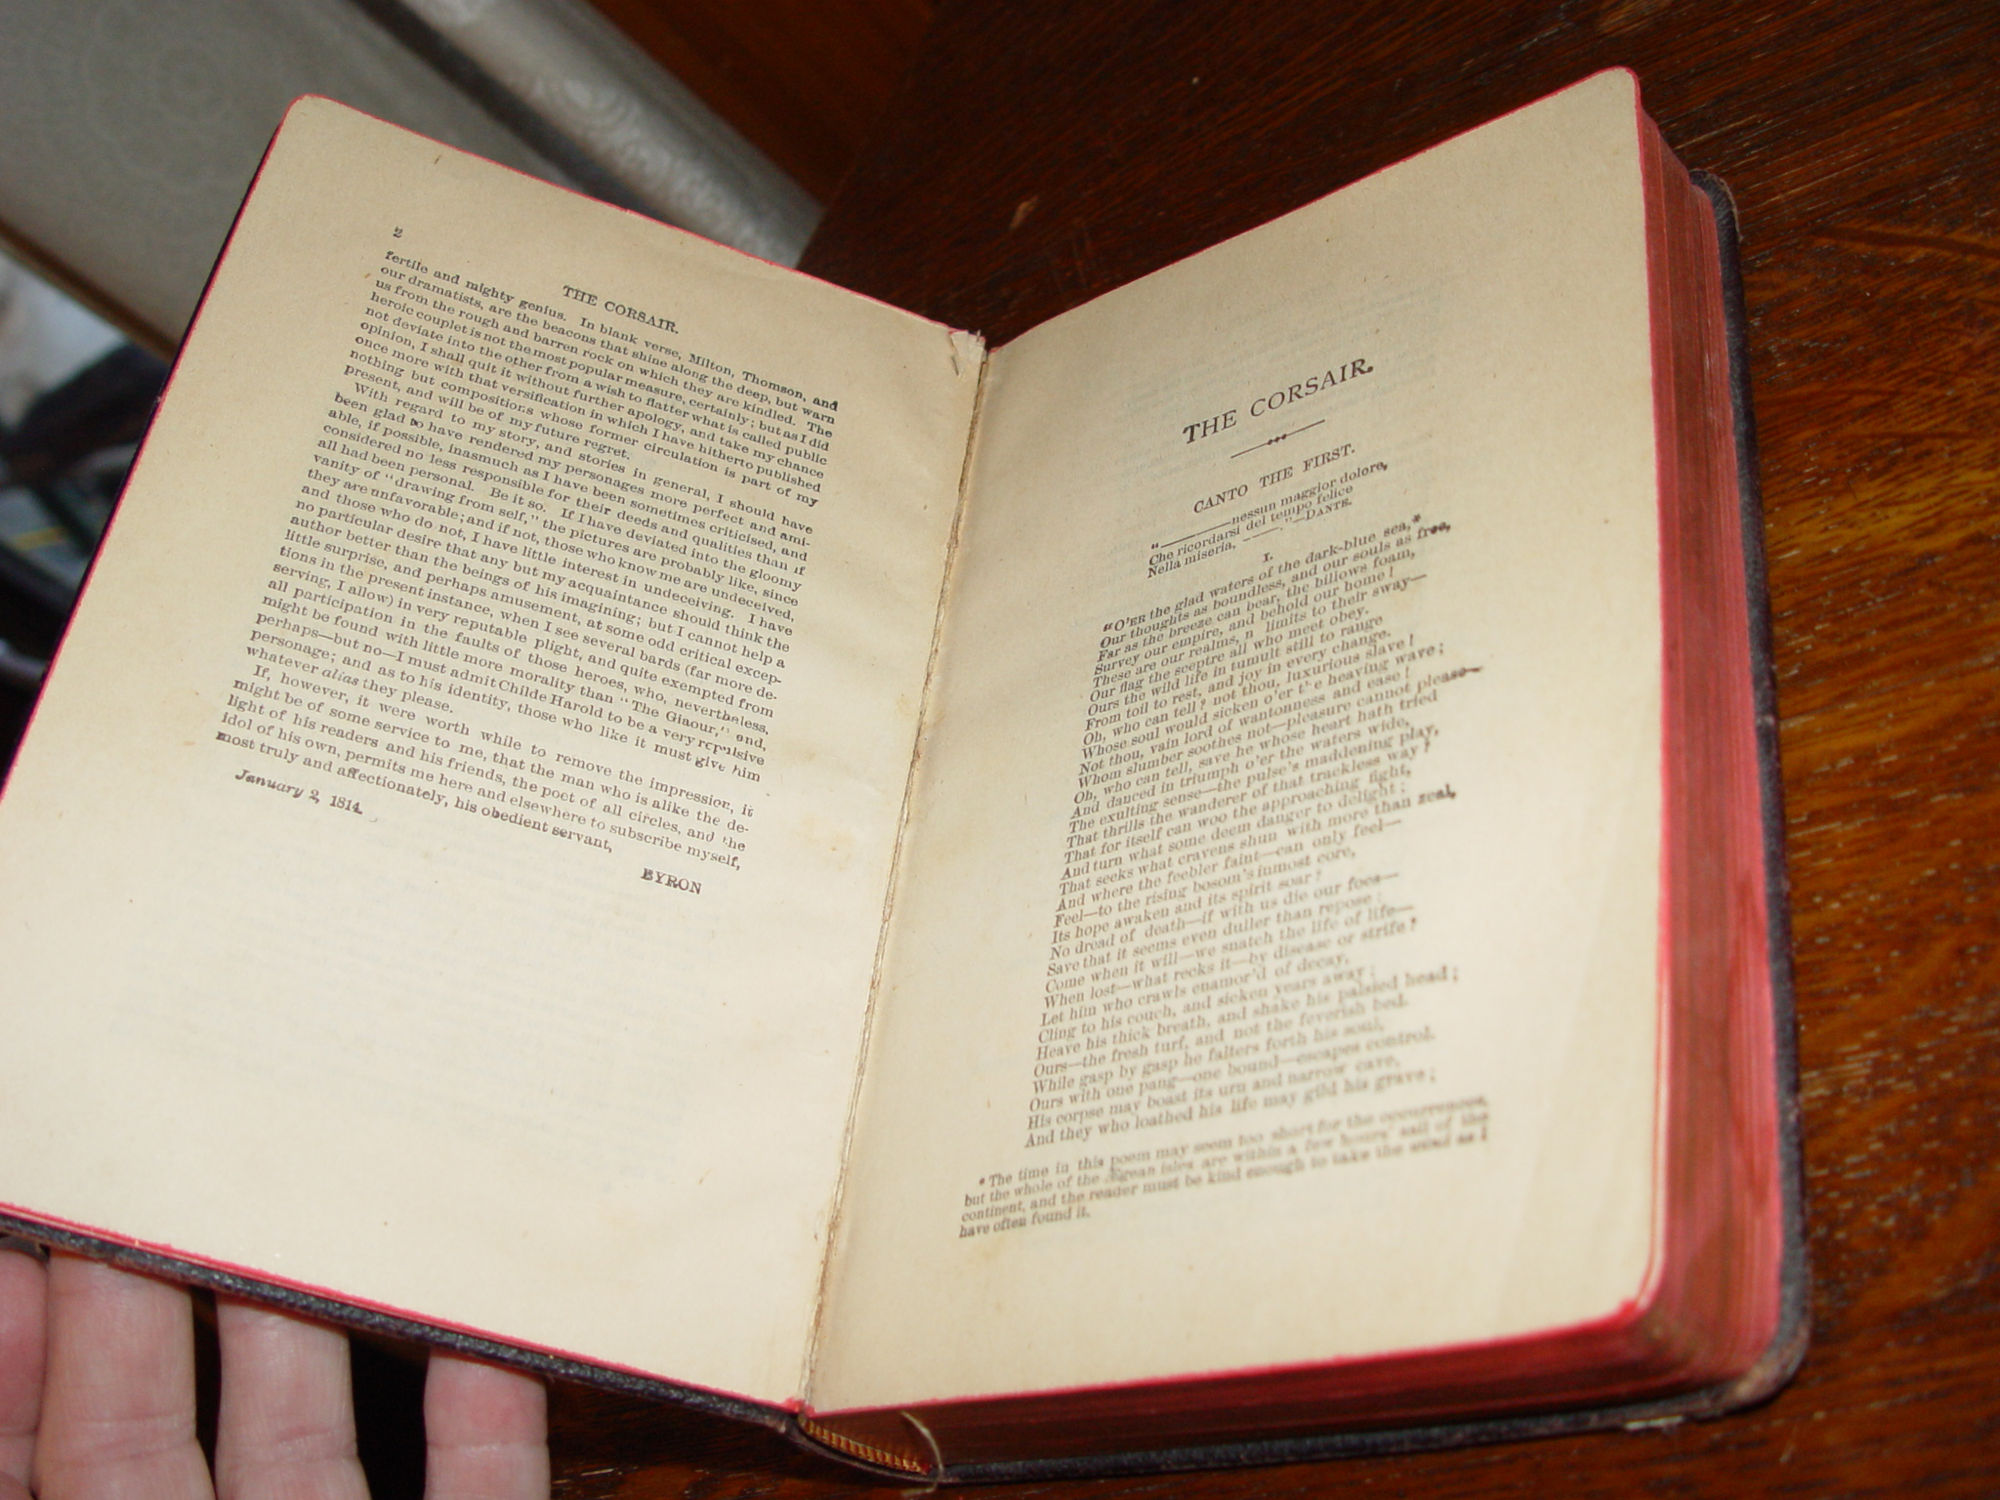 2
THE CORSAIR.
fertile and mighty genius. In blank verse, Milton, Thomson, and
our dramatists, are the beacons that shine along the deep, but warn
us from the rough and barren rock on which they are kindled. The
heroic couplet is not the most popular measure, certainly; but as I did
not deviate into the other from a wish to flatter what is called public
opinion, I shall quit it without further apology, and take my chance
once more with that versification in which I have hitherto published
nothing but compositions whose former circulation is part of my
present, and will be of my future regret.
With regard to my story, and stories in general, I should have
been glad to have rendered my personages more perfect and ami-
able, if possible, inasmuch as I have been sometimes criticised, and
considered no less responsible for their deeds and qualities than if
all had been personal. Be it so. If I have deviated into the gloomy
vanity of "drawing from self," the pictures are probably like, since
they are unfavorable; and if not, those who know me are undeceived,
and those who do not, I have little interest in undeceiving. I have
no particular desire that any but my acquaintance should think the
author better than the beings of his imagining; but I cannot help a
little surprise, and perhaps amusement, at some odd critical excep-
tions in the present instance, when I see several bards (far more de-
serving, I allow) in very reputable plight, and quite exempted from
all participation in the faults of those heroes, who, nevertheless,
might be found with little more morality than "The Giaour," and,
perhaps—but no—I must admit Childe Harold to be a very repulsive
personage; and as to his identity, those who like it must give him
whatever alias they please.
If, however, it were worth while to remove the impression, it
might be of some service to me, that the man who is alike the de-
light of his readers and his friends, the poet of all circles, and the
idol of his own, permits me here and elsewhere to subscribe myself,
most truly and affectionately, his obedient servant,
BYRON
January 2, 1814.
THE CORSAIR.
CANTO THE FIRST.
"———nessun maggior dolore,
Che ricordarsi del tempo felice
Nella miseria, ———."—DANTE.
I.
"O'ER the glad waters of the dark-blue sea,*
Our thoughts as boundless, and our souls as free,
Far as the breeze can bear, the billows foam,
Survey our empire, and behold our home!
These are our realms, n limits to their sway—
Our flag the sceptre all who meet obey.
Ours the wild life in tumult still to range
From toil to rest, and joy in every change.
Oh, who can tell? not thou, luxurious slave!
Whose soul would sicken o'er the heaving wave;
Not thou, vain lord of wantonness and ease!
Whom slumber soothes not—pleasure cannot please—
Oh, who can tell, save he whose heart hath tried
And danced in triumph o'er the waters wide,
The exulting sense—the pulse's maddening play,
That thrills the wanderer of that trackless way?
That for itself can woo the approaching fight,
And turn what some deem danger to delight;
That seeks what cravens shun with more than zeal,
And where the feebler faint—can only feel—
Feel—to the rising bosom's inmost core,
Its hope awaken and its spirit soar?
No dread of death—if with us die our foes—
Save that it seems even duller than repose:
Come when it will—we snatch the life of life—
When lost—what recks it—by disease or strife?
Let him who crawls enamor'd of decay,
Cling to his couch, and sicken years away:
Heave his thick breath, and shake his palsied head;
Ours—the fresh turf, and not the feverish bed.
While gasp by gasp he falters forth his soul,
Ours with one pang—one bound—escapes control.
His corpse may boast its urn and narrow cave,
And they who loathed his life may gild his grave;
* The time in this poem may seem too short for the occurrences,
but the whole of the Ægean isles are within a few hours' sail of the
continent, and the reader must be kind enough to take the wind as I
have often found it.